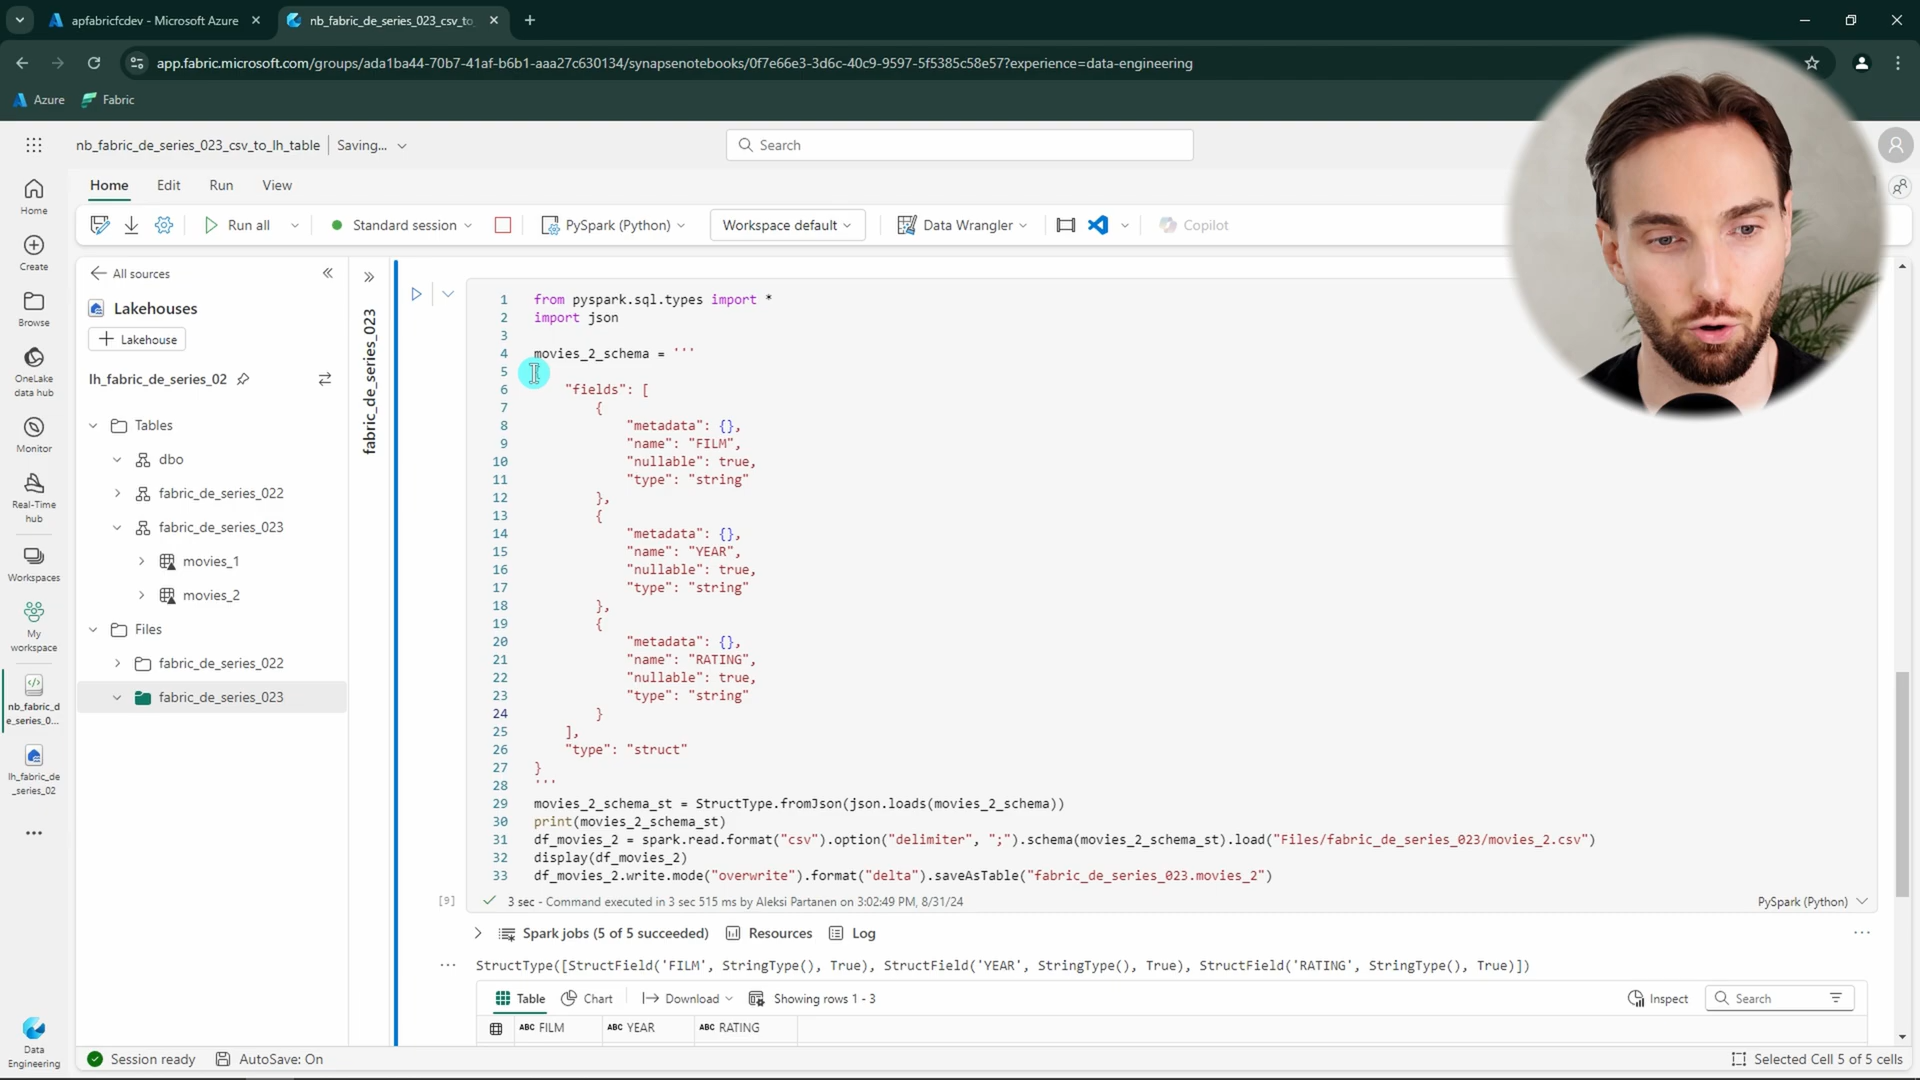 apfabricfcdev - Microsoft Azure
nb_fabric_de_series_023_csv_to
app.fabric.microsoft.com/groups/ada1ba44-70b7-41af-b6b1-aaa27c630134/synapsenotebooks/0f7e66e3-3d6c-40c9-9597-5f5385c58e57?experience=data-engineering
Azure
Fabric
nb_fabric_de_series_023_csv_to_lh_table
Saving...
Search
Home
Edit
Run
View
Run all
Standard session
PySpark (Python)
Workspace default
Data Wrangler
Copilot
Home
Create
Browse
OneLake
data hub
Monitor
Real-Time
hub
Workspaces
My
workspace
nb_fabric_d
e_series_0...
lh_fabric_de
_series_02
Data
Engineering
All sources
Lakehouses
Lakehouse
lh_fabric_de_series_02
Tables
dbo
fabric_de_series_022
fabric_de_series_023
movies_1
movies_2
Files
fabric_de_series_022
fabric_de_series_023
fabric_de_series_023
1 from pyspark.sql.types import *
2 import json
3
4 movies_2_schema = '''
5
6 "fields": [
7 {
8 "metadata": {},
9 "name": "FILM",
10 "nullable": true,
11 "type": "string"
12 },
13 {
14 "metadata": {},
15 "name": "YEAR",
16 "nullable": true,
17 "type": "string"
18 },
19 {
20 "metadata": {},
21 "name": "RATING",
22 "nullable": true,
23 "type": "string"
24 }
25 ],
26 "type": "struct"
27 }
28 '''
29 movies_2_schema_st = StructType.fromJson(json.loads(movies_2_schema))
30 print(movies_2_schema_st)
31 df_movies_2 = spark.read.format("csv").option("delimiter", ";").schema(movies_2_schema_st).load("Files/fabric_de_series_023/movies_2.csv")
32 display(df_movies_2)
33 df_movies_2.write.mode("overwrite").format("delta").saveAsTable("fabric_de_series_023.movies_2")
[9]
3 sec - Command executed in 3 sec 515 ms by Aleksi Partanen on 3:02:49 PM, 8/31/24
PySpark (Python)
Spark jobs (5 of 5 succeeded)
Resources
Log
StructType([StructField('FILM', StringType(), True), StructField('YEAR', StringType(), True), StructField('RATING', StringType(), True)])
Table
Chart
Download
Showing rows 1 - 3
Inspect
Search
ABC FILM
ABC YEAR
ABC RATING
Session ready
AutoSave: On
Selected Cell 5 of 5 cells